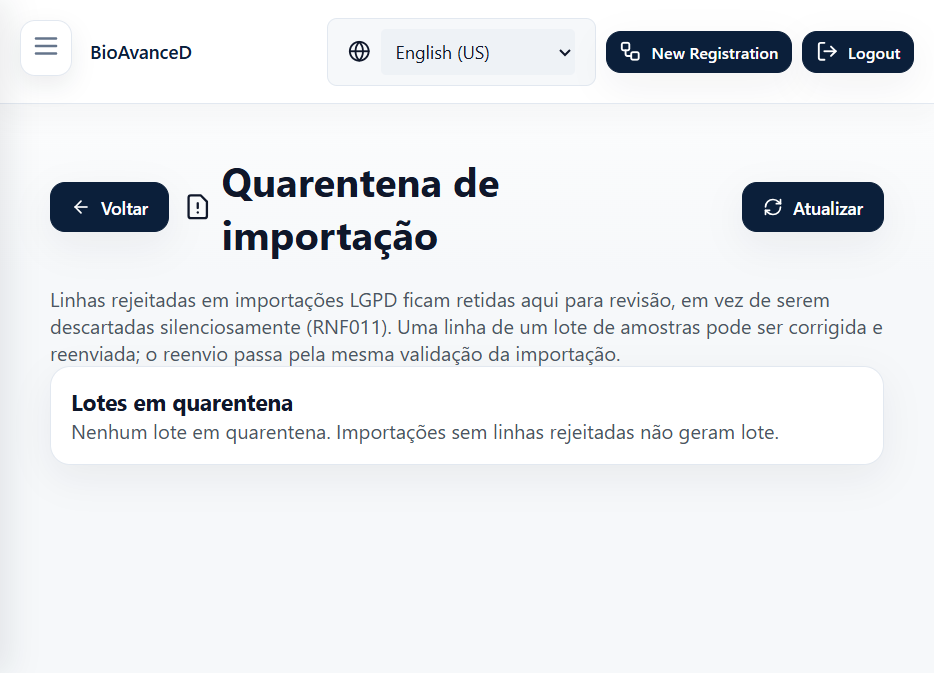 BioAvanceD
English (US)
New Registration
Logout
Voltar
Quarentena de
importação
Atualizar
Linhas rejeitadas em importações LGPD ficam retidas aqui para revisão, em vez de serem
descartadas silenciosamente (RNF011). Uma linha de um lote de amostras pode ser corrigida e
reenviada; o reenvio passa pela mesma validação da importação.
Lotes em quarentena
Nenhum lote em quarentena. Importações sem linhas rejeitadas não geram lote.